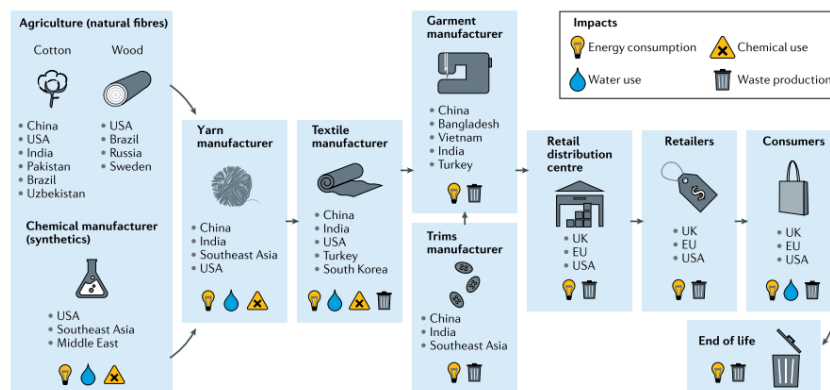 Agriculture (natural fibres)
Cotton
Wood
• China
• USA
• India
• Pakistan
• Brazil
• Uzbekistan
• USA
• Brazil
• Russia
• Sweden
Chemical manufacturer
(synthetics)
• USA
• Southeast Asia
• Middle East
Yarn
manufacturer
• China
• India
• Southeast Asia
• USA
Textile
manufacturer
• China
• India
• USA
• Turkey
• South Korea
Garment
manufacturer
• China
• Bangladesh
• Vietnam
• India
• Turkey
Trims
manufacturer
• China
• India
• Southeast Asia
Impacts
Energy consumption
Chemical use
Water use
Waste production
Retail distribution
centre
• UK
• EU
• USA
Retailers
$
• UK
• EU
• USA
Consumers
• UK
• EU
• USA
End of life